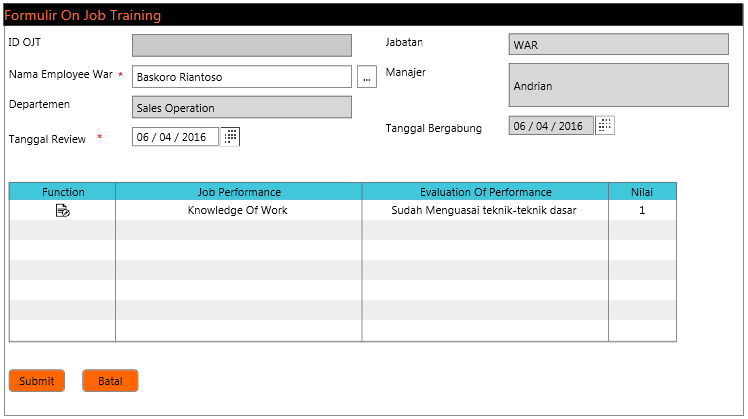 Formulir On Job Training
ID OJT
Jabatan
WAR
Nama Employee War *
Baskoro Riantoso
...
Manajer
Andrian
Departemen
Sales Operation
Tanggal Review *
06 / 04 / 2016
Tanggal Bergabung
06 / 04 / 2016
Function Job Performance Evaluation Of Performance Nilai
Knowledge Of Work Sudah Menguasai teknik-teknik dasar 1
Submit Batal